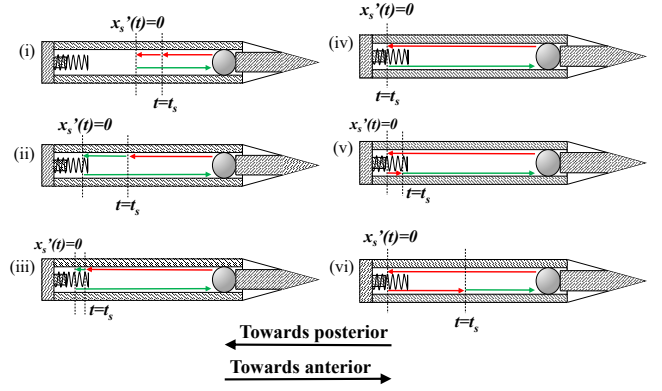 x_s'(t)=0
(i)
t=t_s
x_s'(t)=0
(ii)
t=t_s
x_s'(t)=0
(iii)
t=t_s
x_s'(t)=0
(iv)
t=t_s
x_s'(t)=0
(v)
t=t_s
x_s'(t)=0
(vi)
t=t_s
Towards posterior
Towards anterior